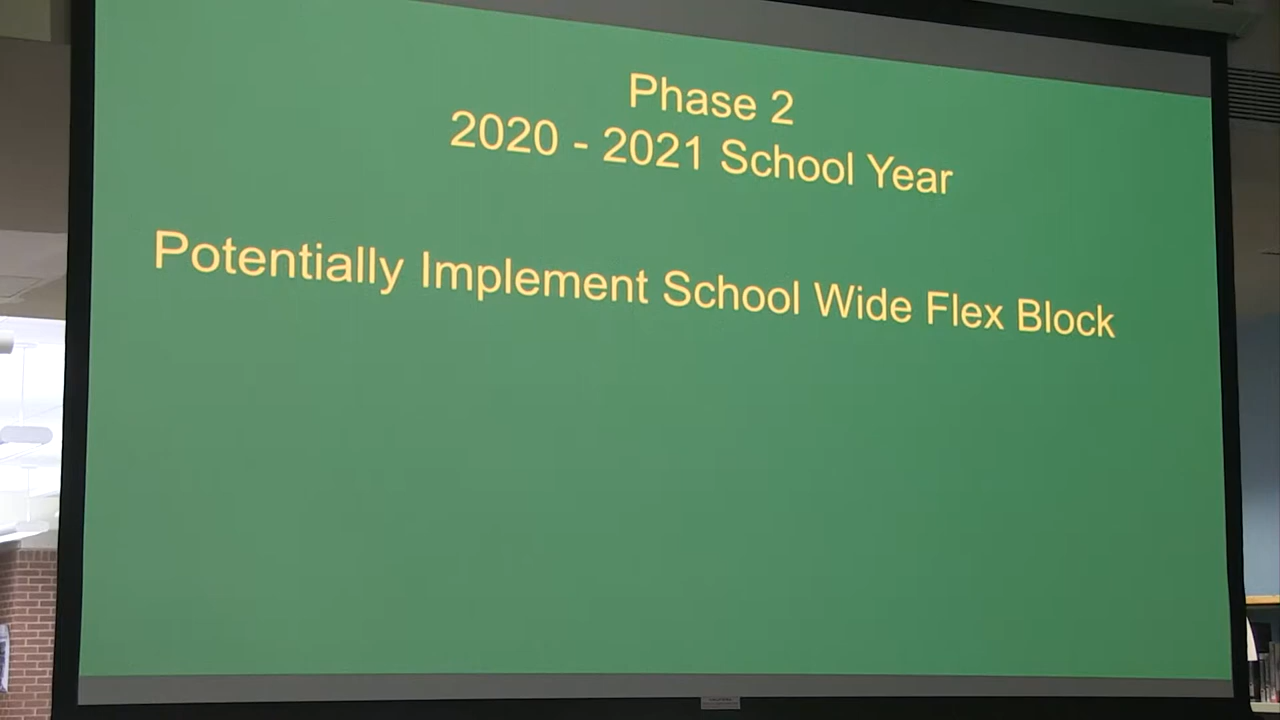 Phase 2
2020 - 2021 School Year
Potentially Implement School Wide Flex Block